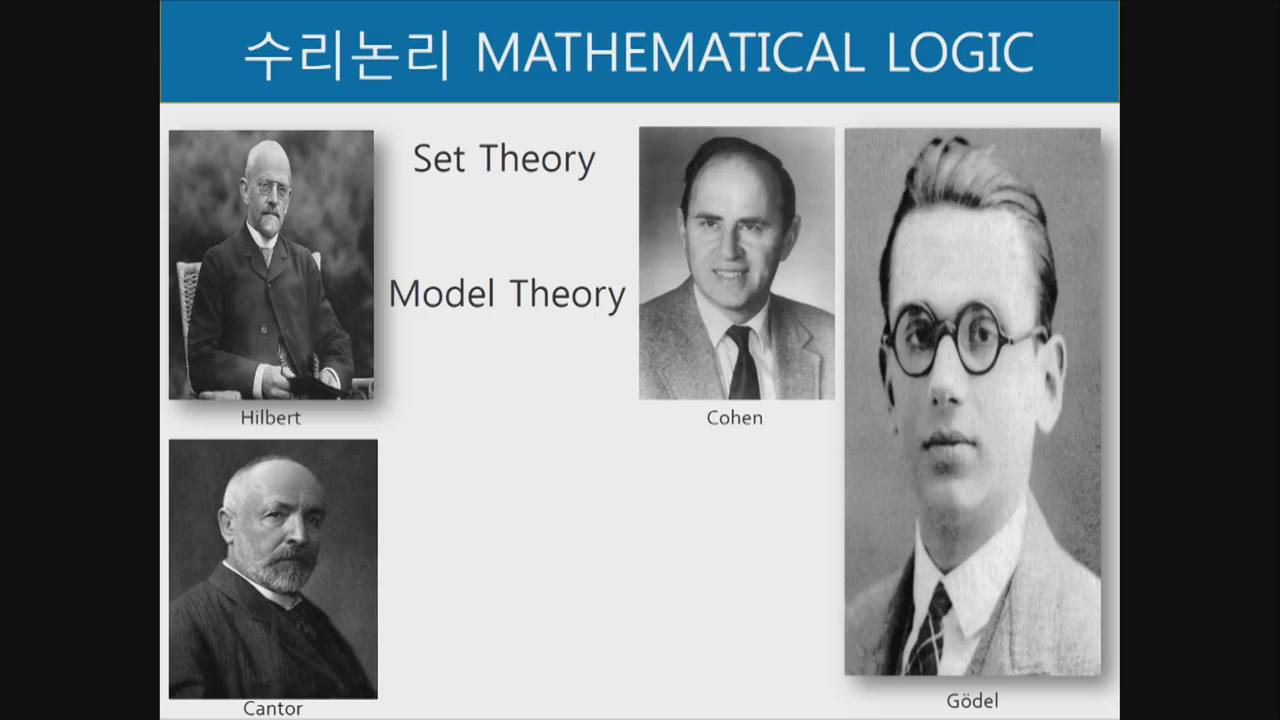 수리논리 MATHEMATICAL LOGIC
Set Theory
Model Theory
Hilbert
Cohen
Cantor
Gödel